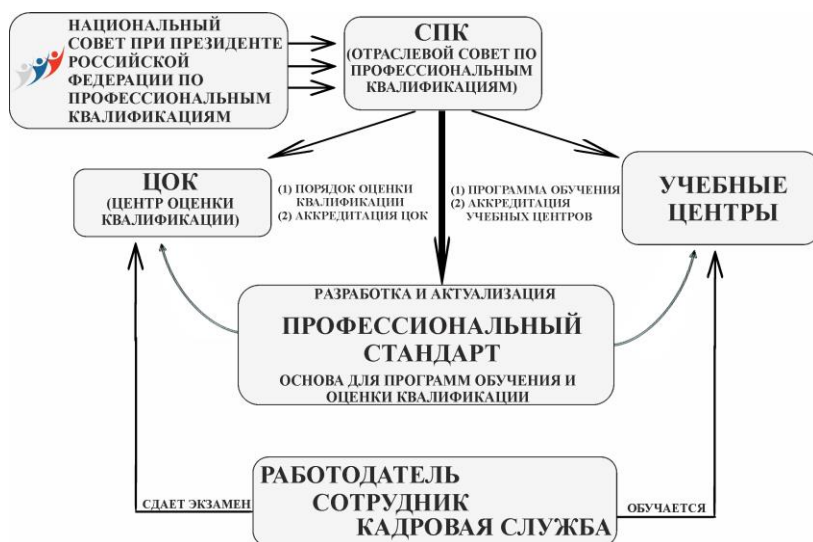 НАЦИОНАЛЬНЫЙ
СОВЕТ ПРИ ПРЕЗИДЕНТЕ
РОССИЙСКОЙ
ФЕДЕРАЦИИ ПО
ПРОФЕССИОНАЛЬНЫМ
КВАЛИФИКАЦИЯМ
СПК
(ОТРАСЛЕВОЙ СОВЕТ ПО
ПРОФЕССИОНАЛЬНЫМ
КВАЛИФИКАЦИЯМ)
ЦОК
(ЦЕНТР ОЦЕНКИ
КВАЛИФИКАЦИИ)
(1) ПОРЯДОК ОЦЕНКИ
КВАЛИФИКАЦИИ
(2) АККРЕДИТАЦИЯ ЦОК
(1) ПРОГРАММА ОБУЧЕНИЯ
(2) АККРЕДИТАЦИЯ
УЧЕБНЫХ ЦЕНТРОВ
УЧЕБНЫЕ
ЦЕНТРЫ
РАЗРАБОТКА И АКТУАЛИЗАЦИЯ
ПРОФЕССИОНАЛЬНЫЙ
СТАНДАРТ
ОСНОВА ДЛЯ ПРОГРАММ ОБУЧЕНИЯ И
ОЦЕНКИ КВАЛИФИКАЦИИ
СДАЕТ ЭКЗАМЕН
РАБОТОДАТЕЛЬ
СОТРУДНИК
КАДРОВАЯ СЛУЖБА
ОБУЧАЕТСЯ